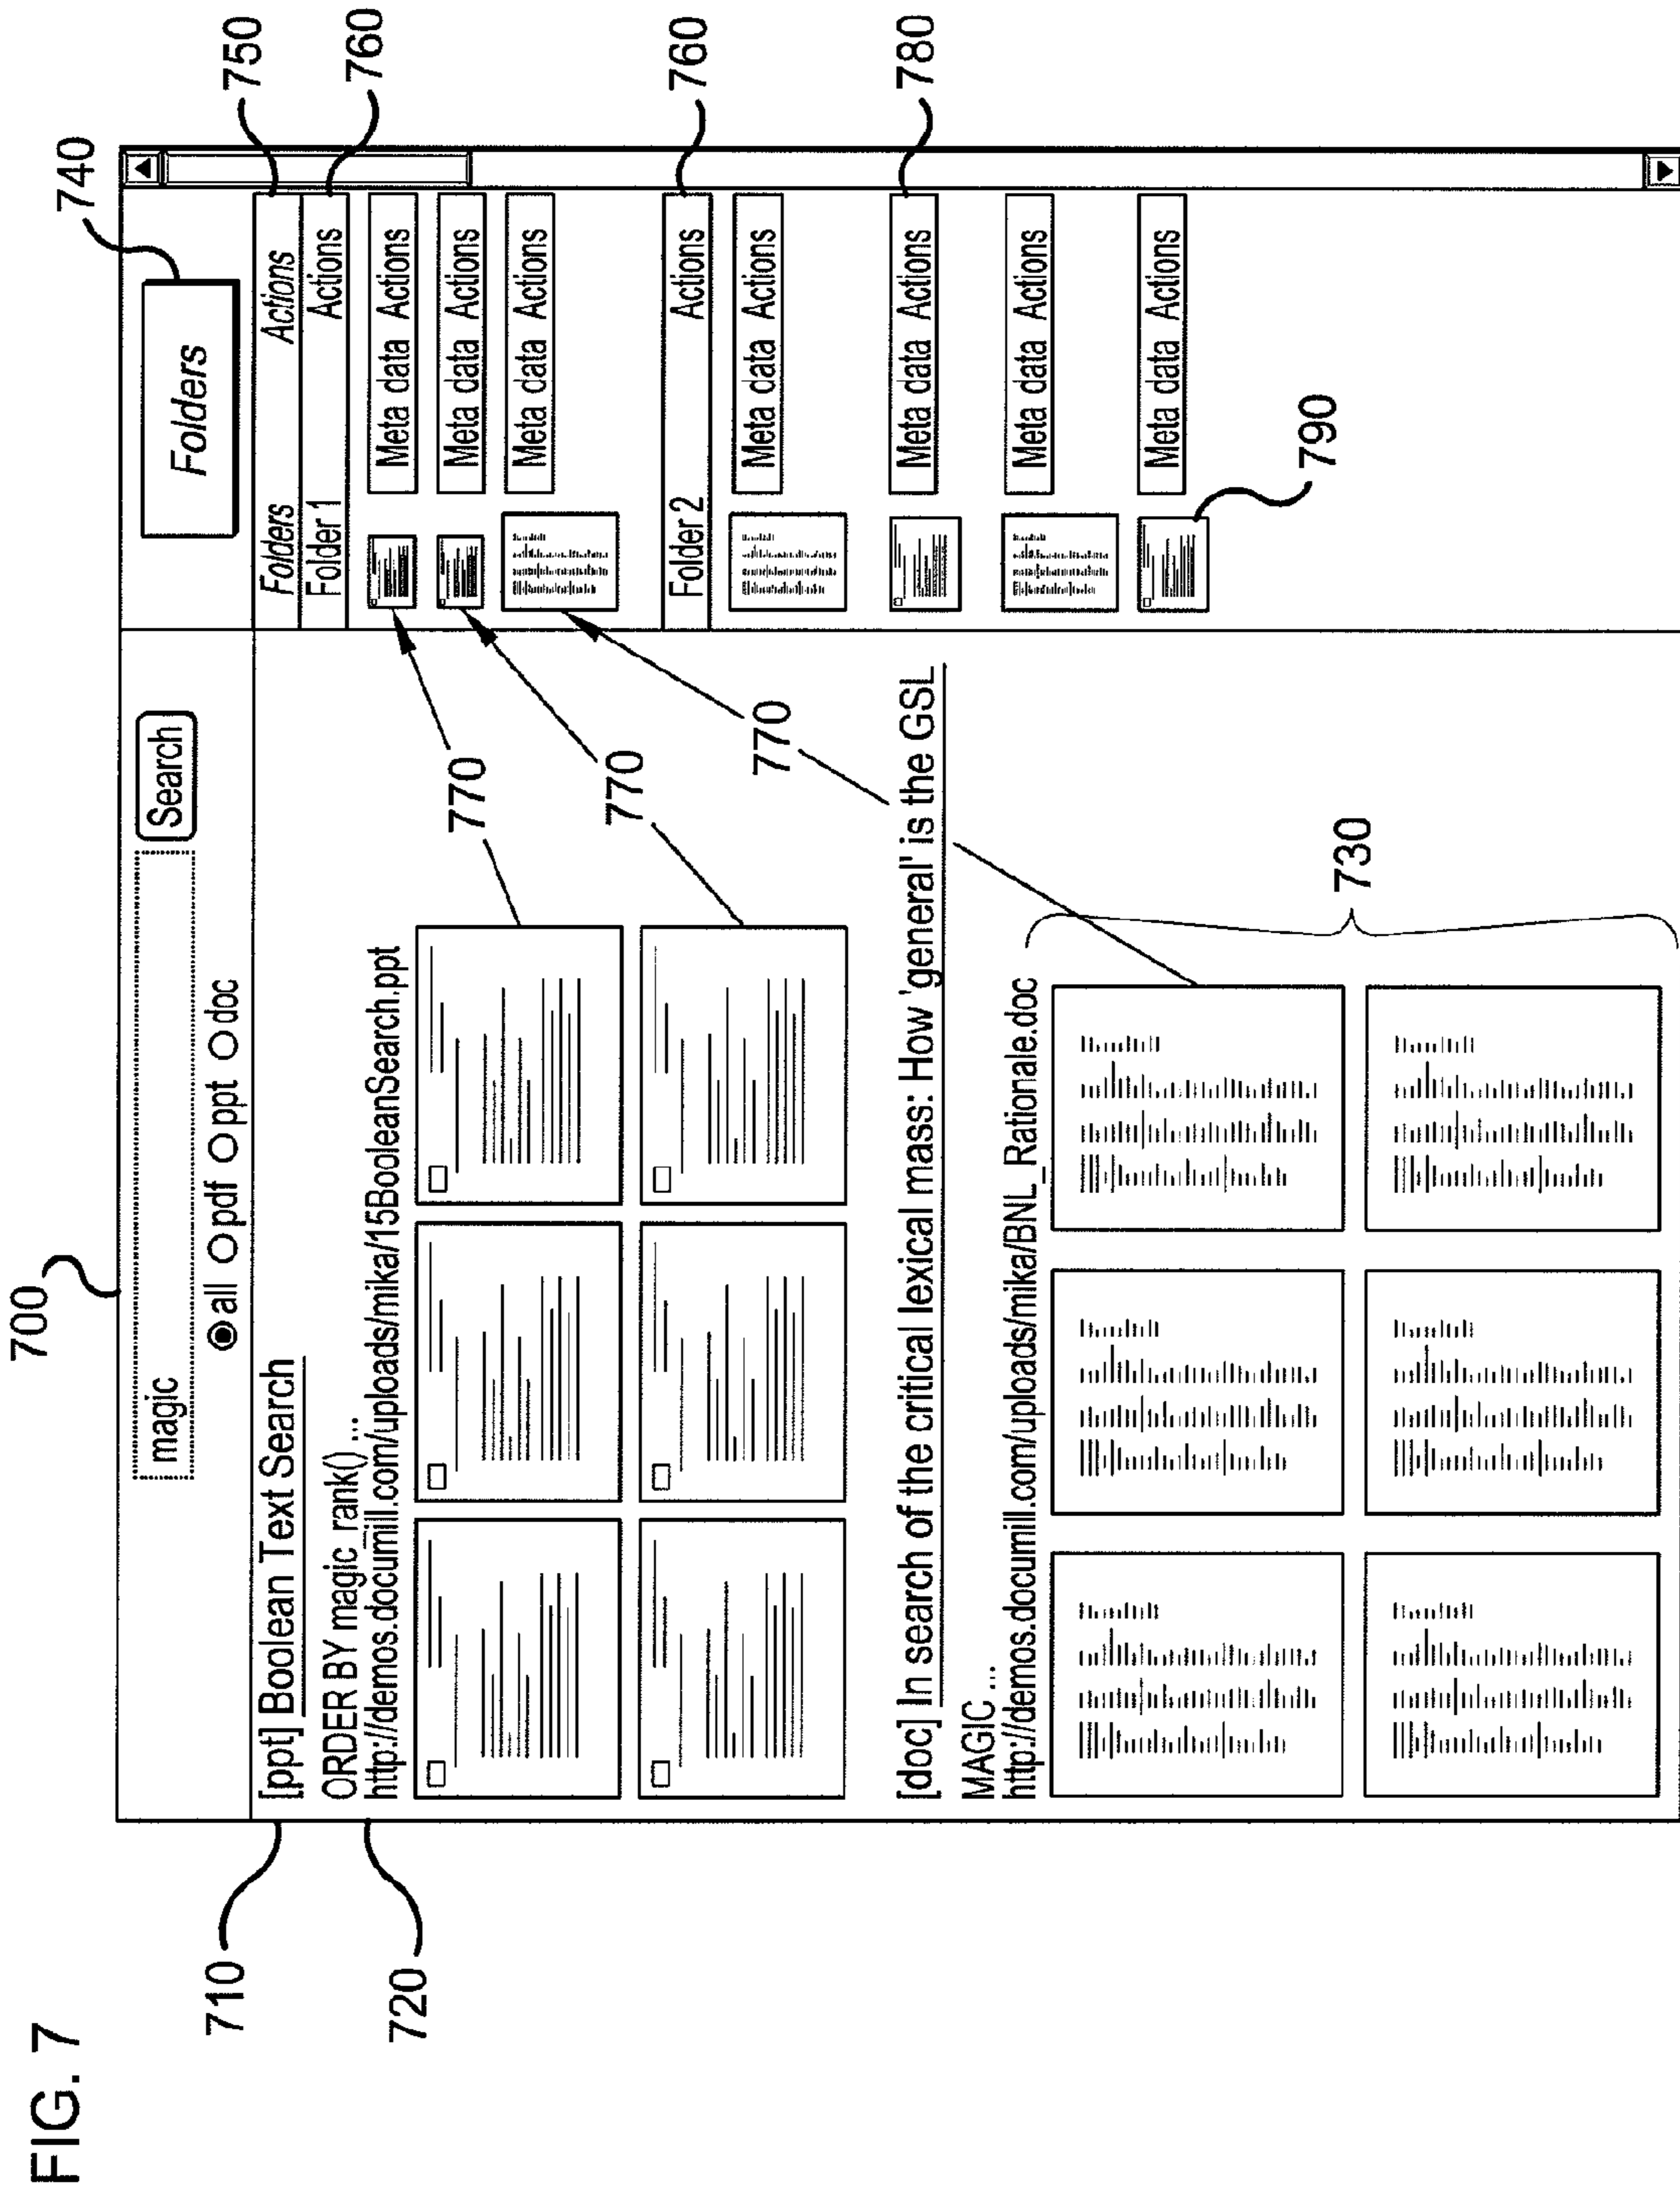 FIG. 7
700
magic
Search
all pdf ppt doc
Folders
740
710
[ppt] Boolean Text Search
Folders Actions
750
Folder 1 Actions
760
ORDER BY magic_rank() ...
720
http://demos.documill.com/uploads/mika/15BooleanSearch.ppt
770
Meta data Actions
Meta data Actions
770
Meta data Actions
770
Folder 2 Actions
760
Meta data Actions
[doc] In search of the critical lexical mass: How 'general' is the GSL
Meta data Actions
780
MAGIC ...
http://demos.documill.com/uploads/mika/BNL_Rationale.doc
Meta data Actions
Meta data Actions
790
730